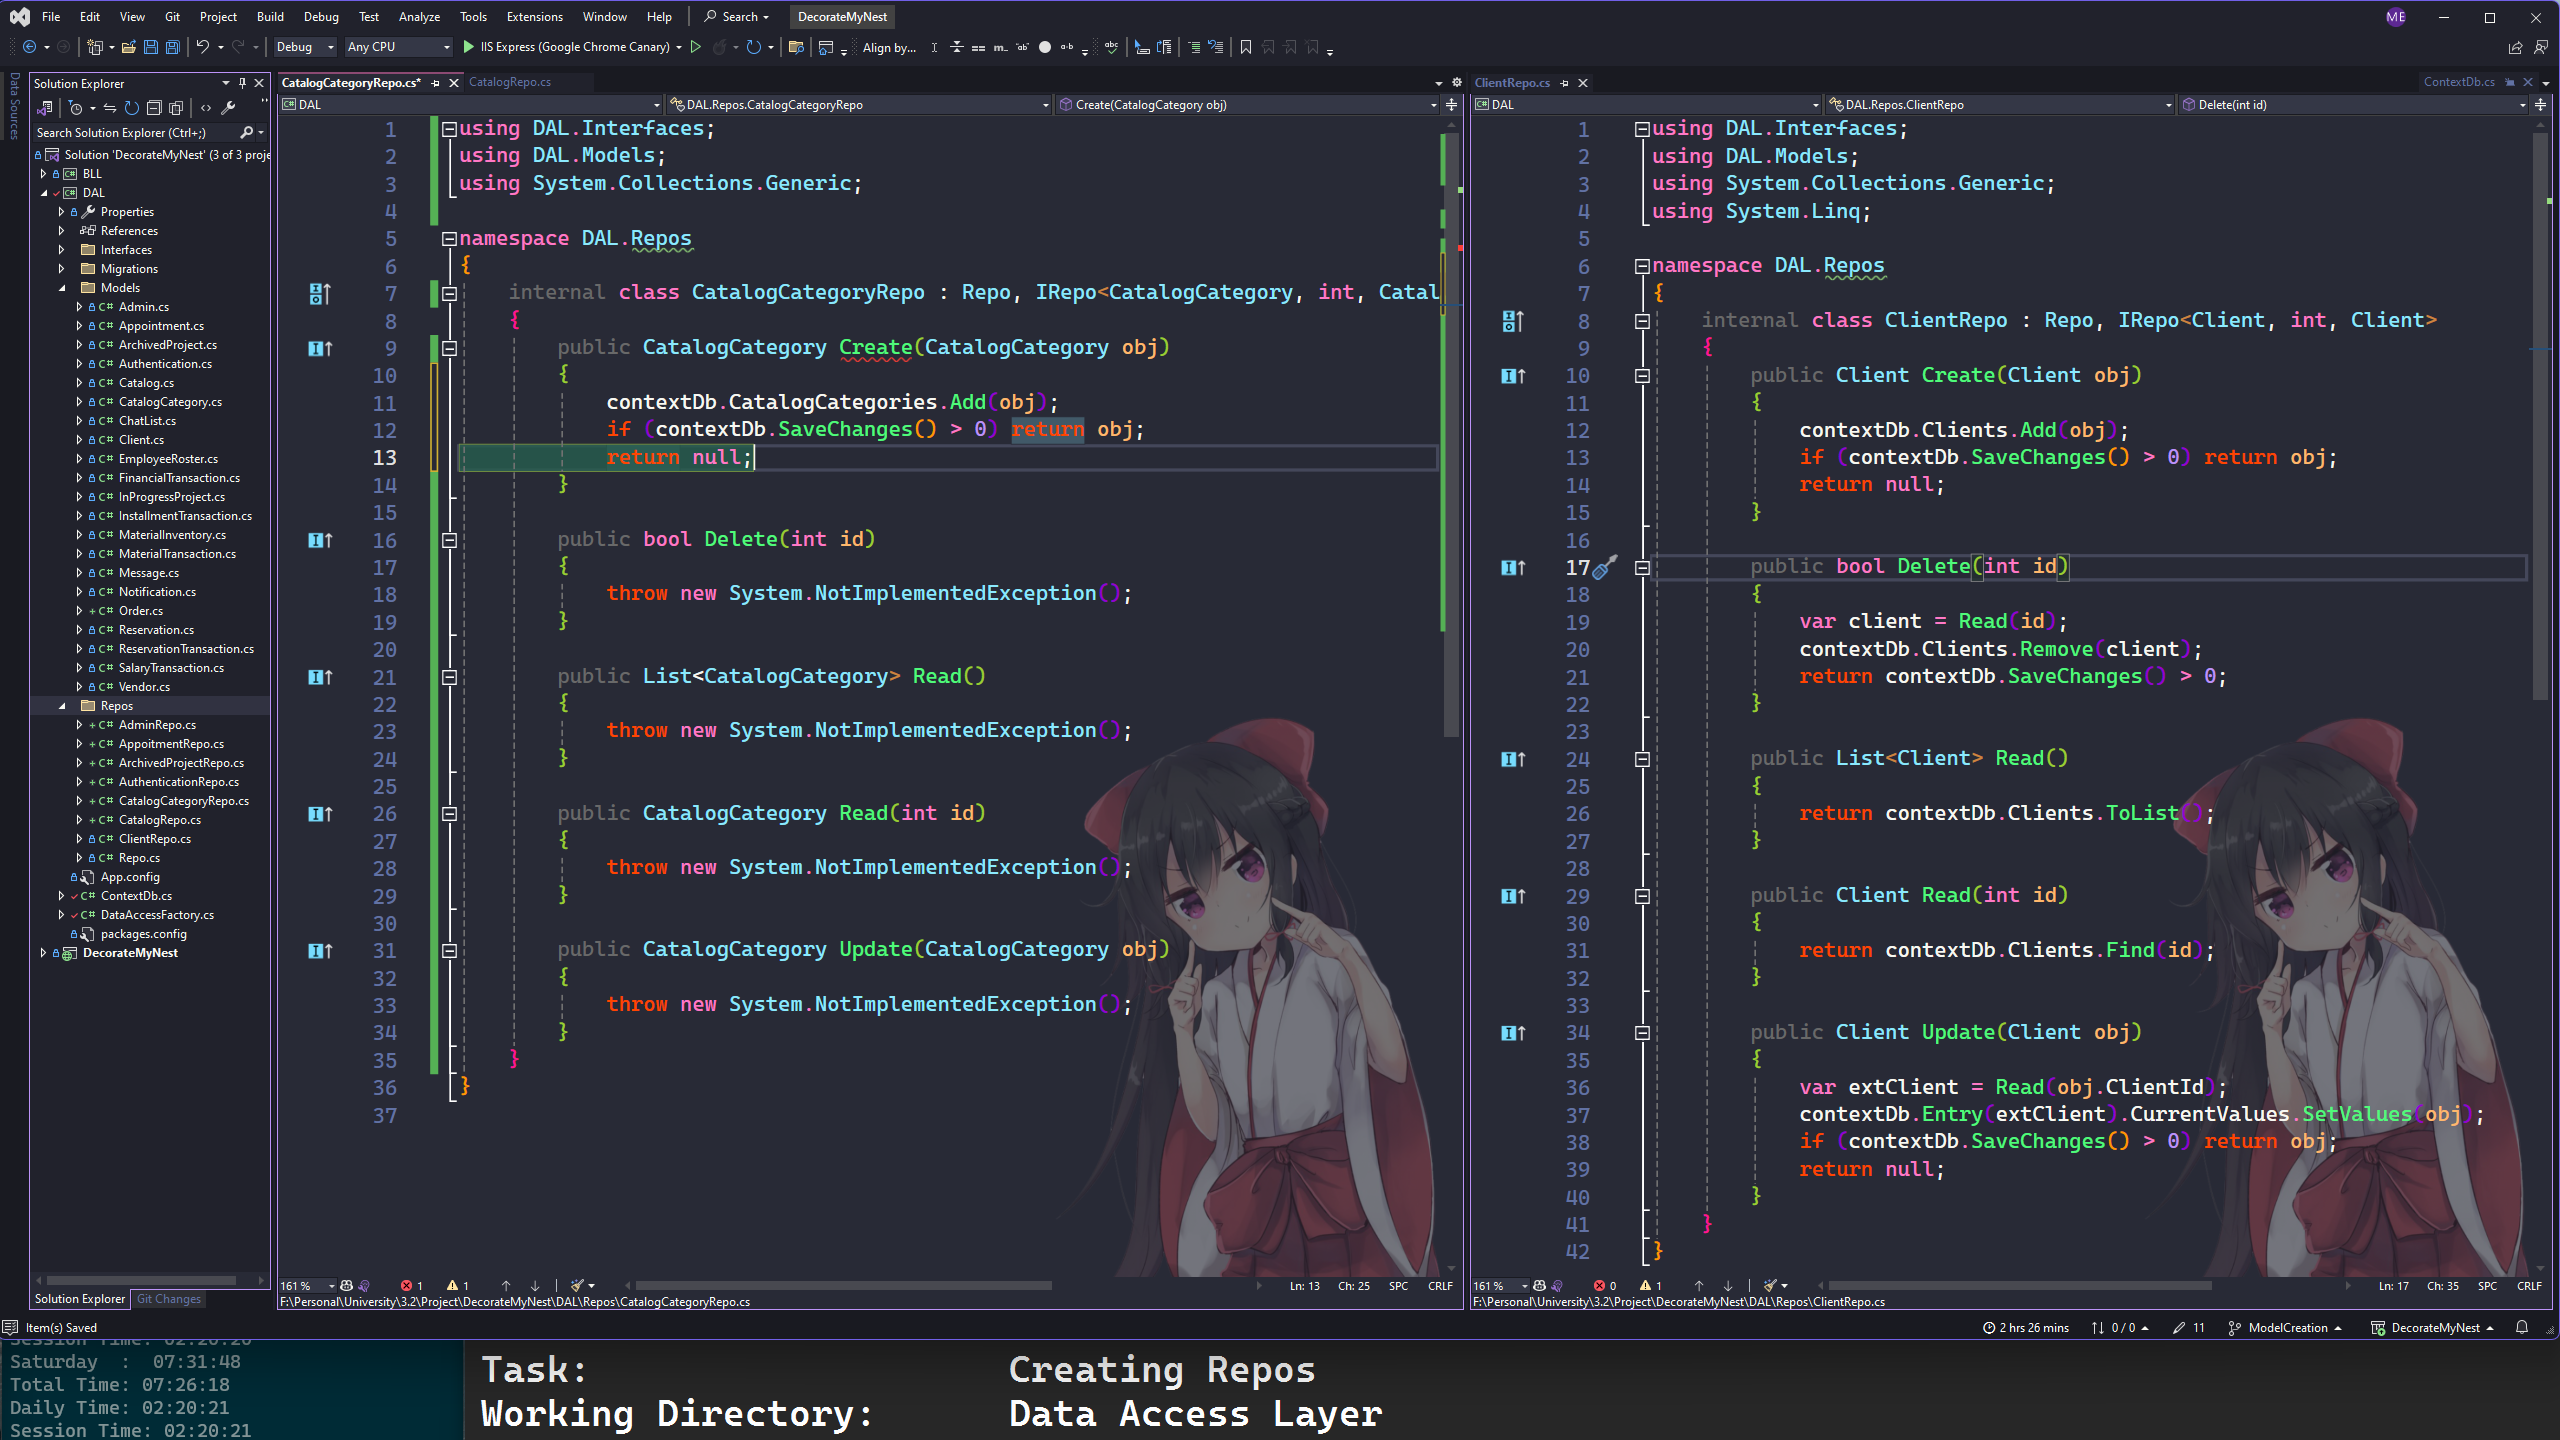 File Edit View Git Project Build Debug Test Analyze Tools Extensions Window Help Search DecorateMyNest ME
Debug Any CPU IIS Express (Google Chrome Canary) Align by...
Data Sources
Solution Explorer
Search Solution Explorer (Ctrl+;)
Solution 'DecorateMyNest' (3 of 3 proje
BLL
DAL
Properties
References
Interfaces
Migrations
Models
Admin.cs
Appointment.cs
ArchivedProject.cs
Authentication.cs
Catalog.cs
CatalogCategory.cs
ChatList.cs
Client.cs
EmployeeRoster.cs
FinancialTransaction.cs
InProgressProject.cs
InstallmentTransaction.cs
MaterialInventory.cs
MaterialTransaction.cs
Message.cs
Notification.cs
Order.cs
Reservation.cs
ReservationTransaction.cs
SalaryTransaction.cs
Vendor.cs
Repos
AdminRepo.cs
AppoitmentRepo.cs
ArchivedProjectRepo.cs
AuthenticationRepo.cs
CatalogCategoryRepo.cs
CatalogRepo.cs
ClientRepo.cs
Repo.cs
App.config
ContextDb.cs
DataAccessFactory.cs
packages.config
DecorateMyNest
Solution Explorer Git Changes
CatalogCategoryRepo.cs* CatalogRepo.cs
DAL DAL.Repos.CatalogCategoryRepo Create(CatalogCategory obj)
1 using DAL.Interfaces;
2 using DAL.Models;
3 using System.Collections.Generic;
4
5 namespace DAL.Repos
6 {
7 internal class CatalogCategoryRepo : Repo, IRepo<CatalogCategory, int, Catal
8 {
9 public CatalogCategory Create(CatalogCategory obj)
10 {
11 contextDb.CatalogCategories.Add(obj);
12 if (contextDb.SaveChanges() > 0) return obj;
13 return null;
14 }
15
16 public bool Delete(int id)
17 {
18 throw new System.NotImplementedException();
19 }
20
21 public List<CatalogCategory> Read()
22 {
23 throw new System.NotImplementedException();
24 }
25
26 public CatalogCategory Read(int id)
27 {
28 throw new System.NotImplementedException();
29 }
30
31 public CatalogCategory Update(CatalogCategory obj)
32 {
33 throw new System.NotImplementedException();
34 }
35 }
36 }
37
161 % 1 1 Ln: 13 Ch: 25 SPC CRLF
F:\Personal\University\3.2\Project\DecorateMyNest\DAL\Repos\CatalogCategoryRepo.cs
ClientRepo.cs ContextDb.cs
DAL DAL.Repos.ClientRepo Delete(int id)
1 using DAL.Interfaces;
2 using DAL.Models;
3 using System.Collections.Generic;
4 using System.Linq;
5
6 namespace DAL.Repos
7 {
8 internal class ClientRepo : Repo, IRepo<Client, int, Client>
9 {
10 public Client Create(Client obj)
11 {
12 contextDb.Clients.Add(obj);
13 if (contextDb.SaveChanges() > 0) return obj;
14 return null;
15 }
16
17 public bool Delete(int id)
18 {
19 var client = Read(id);
20 contextDb.Clients.Remove(client);
21 return contextDb.SaveChanges() > 0;
22 }
23
24 public List<Client> Read()
25 {
26 return contextDb.Clients.ToList();
27 }
28
29 public Client Read(int id)
30 {
31 return contextDb.Clients.Find(id);
32 }
33
34 public Client Update(Client obj)
35 {
36 var extClient = Read(obj.ClientId);
37 contextDb.Entry(extClient).CurrentValues.SetValues(obj);
38 if (contextDb.SaveChanges() > 0) return obj;
39 return null;
40 }
41 }
42 }
161 % 0 1 Ln: 17 Ch: 35 SPC CRLF
F:\Personal\University\3.2\Project\DecorateMyNest\DAL\Repos\ClientRepo.cs
Item(s) Saved 2 hrs 26 mins 0 / 0 11 ModelCreation DecorateMyNest
Session Time: 02:20:20
Saturday : 07:31:48
Total Time: 07:26:18
Daily Time: 02:20:21
Session Time: 02:20:21
Task: Creating Repos
Working Directory: Data Access Layer